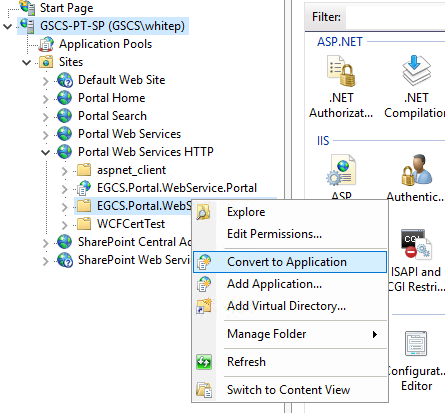 Start Page
GSCS-PT-SP (GSCS\whitep)
Application Pools
Sites
Default Web Site
Portal Home
Portal Search
Portal Web Services
Portal Web Services HTTP
aspnet_client
EGCS.Portal.WebService.Portal
EGCS.Portal.WebS
WCFCertTest
SharePoint Central Ad
SharePoint Web Servi
Explore
Edit Permissions...
Convert to Application
Add Application...
Add Virtual Directory...
Manage Folder
Refresh
Switch to Content View
Filter:
ASP.NET
.NET
Authorizat...
.NET
Compilation
IIS
ASP
Authentic...
CGI
ISAPI and
CGI Restri...
Configurat...
Editor